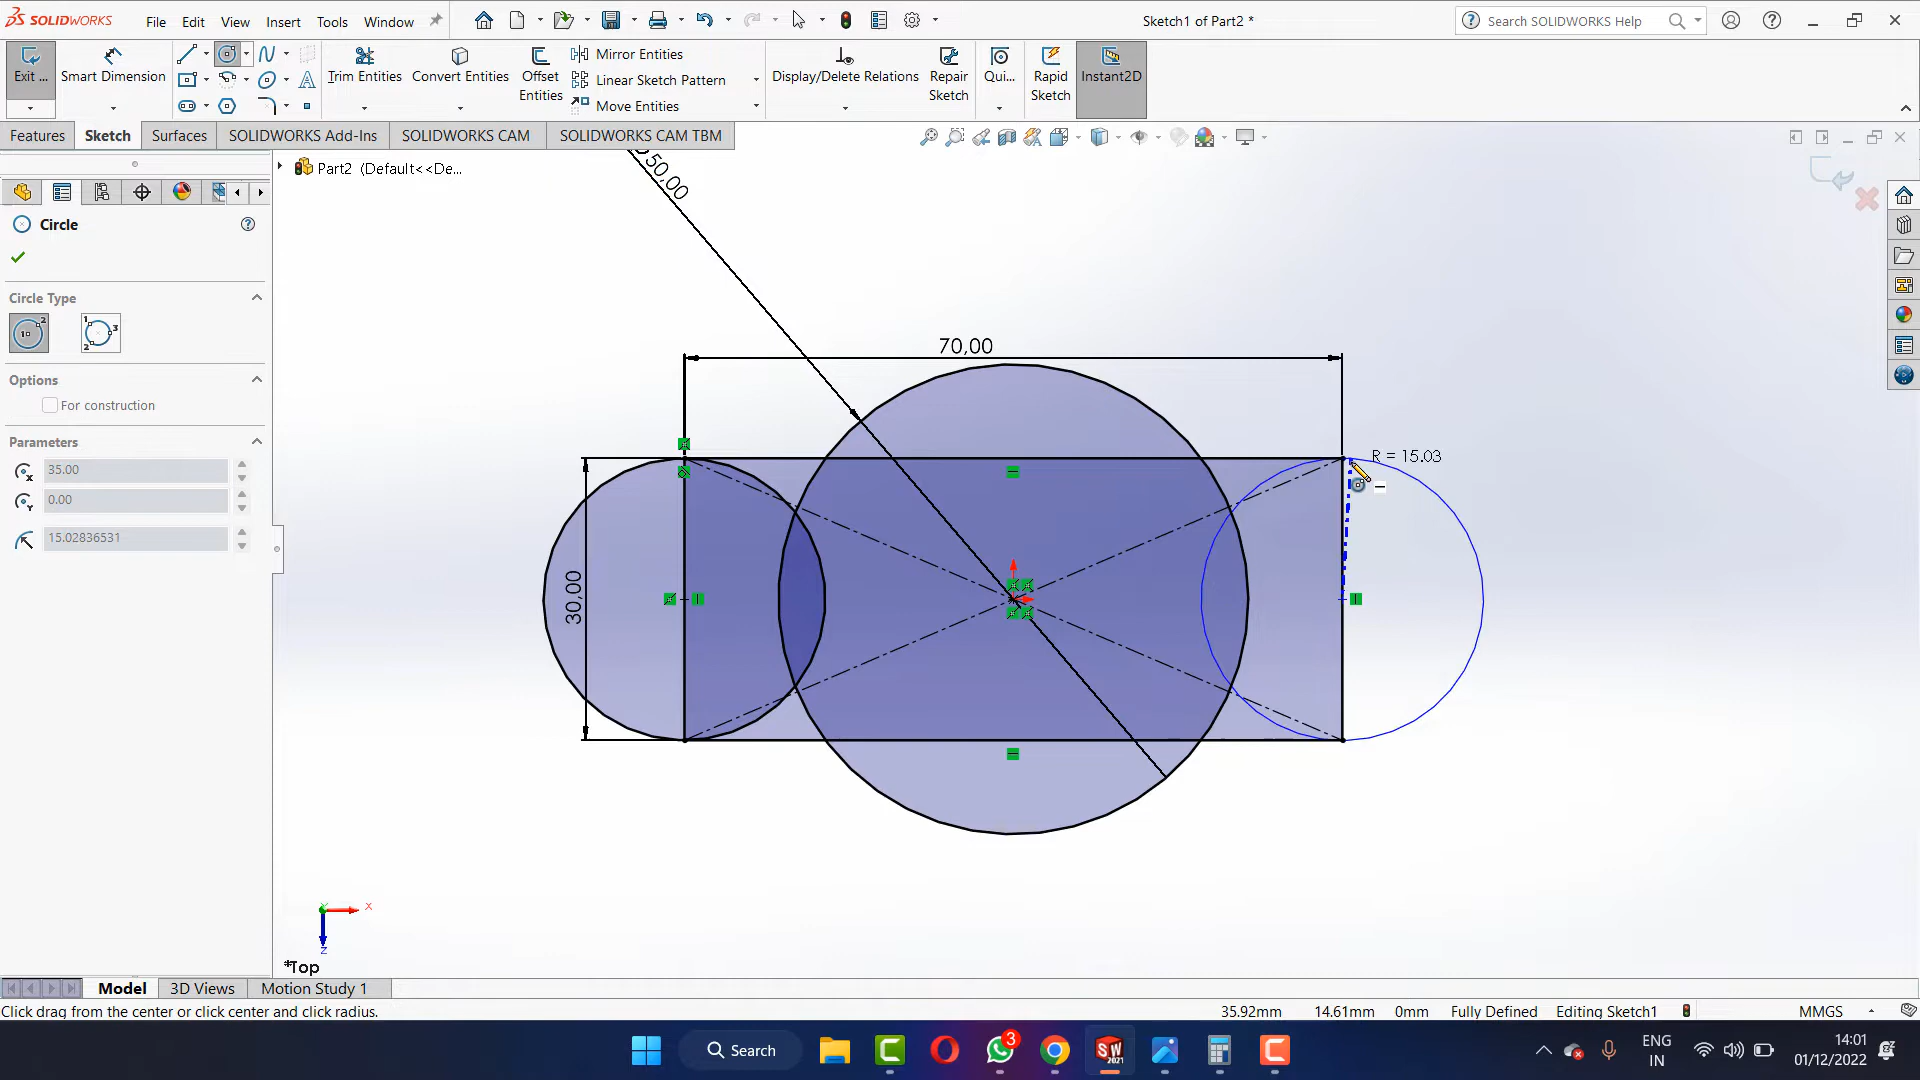 SOLIDWORKS File Edit View Insert Tools Window Sketch1 of Part2 * Search SOLIDWORKS Help
Exit ... Smart Dimension Trim Entities Convert Entities Offset Entities Mirror Entities Linear Sketch Pattern Move Entities Display/Delete Relations Repair Sketch Qui... Rapid Sketch Instant2D
Features Sketch Surfaces SOLIDWORKS Add-Ins SOLIDWORKS CAM SOLIDWORKS CAM TBM
Part2 (Default<<De...
Circle
Circle Type
Options
For construction
Parameters
35.00
0.00
15.02836531
50,00
70,00
30,00
R = 15.03
X
Z
*Top
Model 3D Views Motion Study 1
Click drag from the center or click center and click radius. 35.92mm 14.61mm 0mm Fully Defined Editing Sketch1 MMGS
Search 3 SW 2021 ENG IN 14:01
01/12/2022